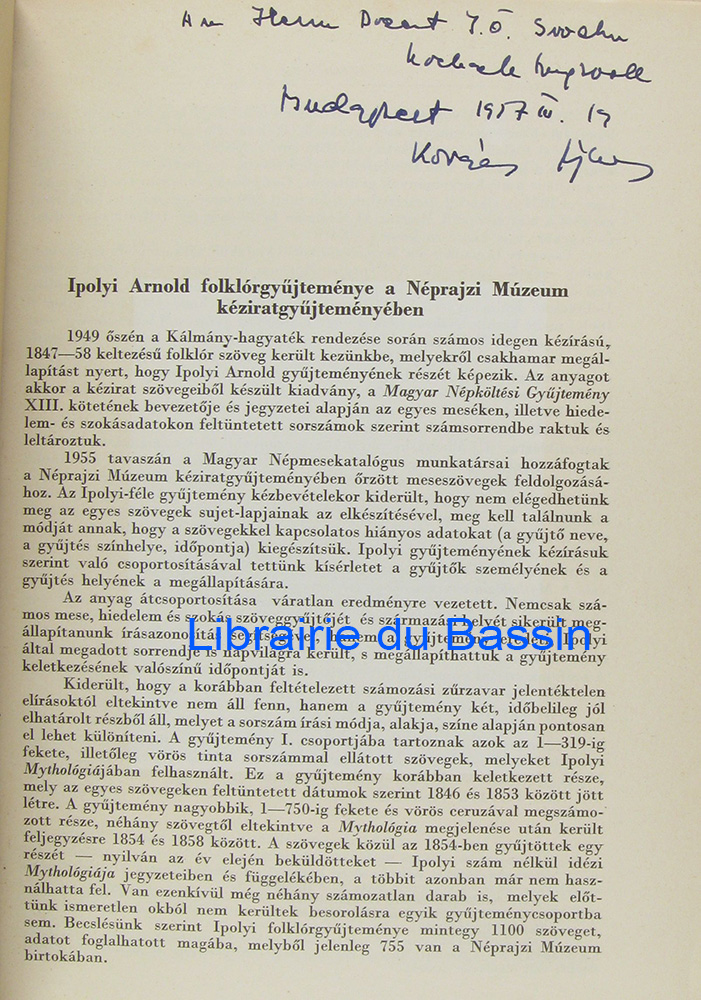 An Herrn Dozent J. Ö. Swahn
Budapest 1957 III. 19
Kovács Ágnes
Ipolyi Arnold folklórgyűjteménye a Néprajzi Múzeum
kéziratgyűjteményében
1949 őszén a Kálmány-hagyaték rendezése során számos idegen kézírású,
1847—58 keltezésű folklór szöveg került kezünkbe, melyekről csakhamar megál-
lapítást nyert, hogy Ipolyi Arnold gyűjteményének részét képezik. Az anyagot
akkor a kézirat szövegeiből készült kiadvány, a Magyar Népköltési Gyűjtemény
XIII. kötetének bevezetője és jegyzetei alapján az egyes meséken, illetve hiede-
lem- és szokásadatokon feltüntetett sorszámok szerint számsorrendbe raktuk és
leltároztuk.
1955 tavaszán a Magyar Népmesekatalógus munkatársai hozzáfogtak
a Néprajzi Múzeum kéziratgyűjteményében őrzött meseszövegek feldolgozásá-
hoz. Az Ipolyi-féle gyűjtemény kézbevételekor kiderült, hogy nem elégedhetünk
meg az egyes szövegek sujet-lapjainak az elkészítésével, meg kell találnunk a
módját annak, hogy a szövegekkel kapcsolatos hiányos adatokat (a gyűjtő neve,
a gyűjtés színhelye, időpontja) kiegészítsük. Ipolyi gyűjteményének kézírásuk
szerint való csoportosításával tettünk kísérletet a gyűjtők személyének és a
gyűjtés helyének a megállapítására.
Az anyag átcsoportosítása váratlan eredményre vezetett. Nemcsak szá-
mos mese, hiedelem és szokás szöveggyűjtőjét és származási helyét sikerült meg-
állapítanunk írásazonosítás segítségével, hanem a gyűjtemény eredeti, Ipolyi
által megadott sorrendje is napvilágra került, s megállapíthattuk a gyűjtemény
keletkezésének valószínű időpontját is.
Librairie du Bassin
Kiderült, hogy a korábban feltételezett számozási zűrzavar jelentéktelen
elírásoktól eltekintve nem áll fenn, hanem a gyűjtemény két, időbelileg jól
elhatárolt részből áll, melyet a sorszám írási módja, alakja, színe alapján pontosan
el lehet különíteni. A gyűjtemény I. csoportjába tartoznak azok az 1—319-ig
fekete, illetőleg vörös tinta sorszámmal ellátott szövegek, melyeket Ipolyi
Mythológiájában felhasznált. Ez a gyűjtemény korábban keletkezett része,
mely az egyes szövegeken feltüntetett dátumok szerint 1846 és 1853 között jött
létre. A gyűjtemény nagyobbik, 1—750-ig fekete és vörös ceruzával megszámo-
zott része, néhány szövegtől eltekintve a Mythológia megjelenése után került
feljegyzésre 1854 és 1858 között. A szövegek közül az 1854-ben gyűjtöttek egy
részét — nyilván az év elején beküldötteket — Ipolyi szám nélkül idézi
Mythológiája jegyzeteiben és függelékében, a többit azonban már nem hasz-
nálhatta fel. Van ezenkívül még néhány számozatlan darab is, melyek előt-
tünk ismeretlen okból nem kerültek besorolásra egyik gyűjteménycsoportba
sem. Becslésünk szerint Ipolyi folklórgyűjteménye mintegy 1100 szöveget,
adatot foglalhatott magába, melyből jelenleg 755 van a Néprajzi Múzeum
birtokában.